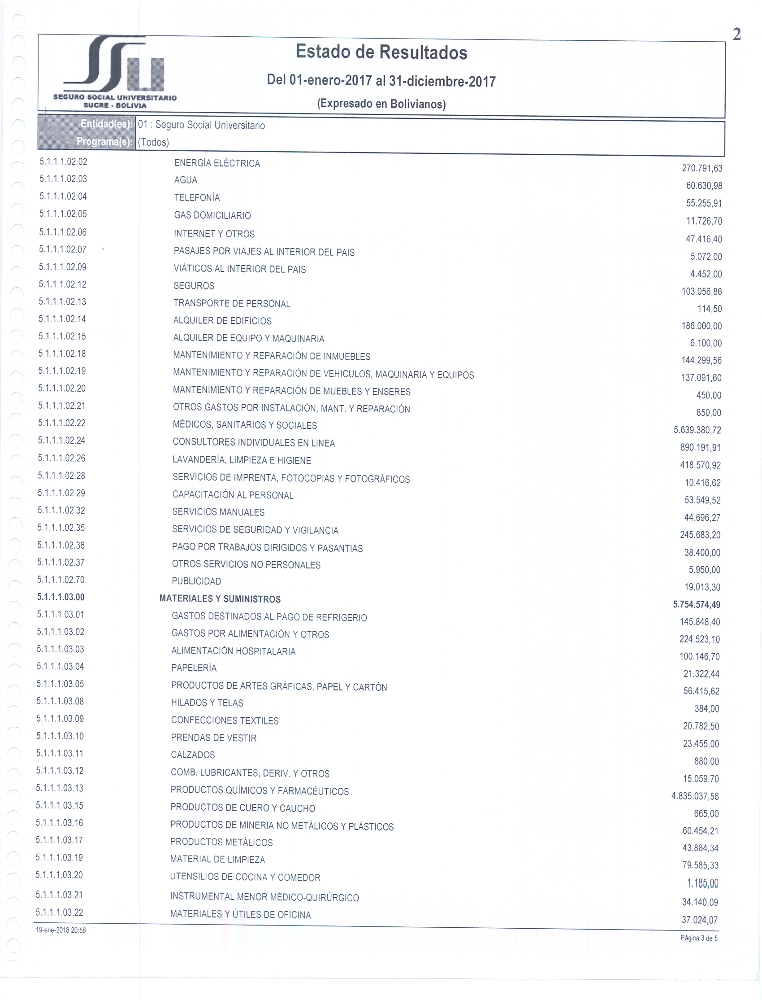 2
SSU
SEGURO SOCIAL UNIVERSITARIO
SUCRE - BOLIVIA
Estado de Resultados
Del 01-enero-2017 al 31-diciembre-2017
(Expresado en Bolivianos)
Entidad(es): 01 : Seguro Social Universitario
Programa(s): (Todos)
5.1.1.1.02.02 ENERGÍA ELÉCTRICA 270.791,63
5.1.1.1.02.03 AGUA 60.630,98
5.1.1.1.02.04 TELEFONÍA 55.255,91
5.1.1.1.02.05 GAS DOMICILIARIO 11.726,70
5.1.1.1.02.06 INTERNET Y OTROS 47.416,40
5.1.1.1.02.07 PASAJES POR VIAJES AL INTERIOR DEL PAIS 5.072,00
5.1.1.1.02.09 VIÁTICOS AL INTERIOR DEL PAIS 4.452,00
5.1.1.1.02.12 SEGUROS 103.056,86
5.1.1.1.02.13 TRANSPORTE DE PERSONAL 114,50
5.1.1.1.02.14 ALQUILER DE EDIFICIOS 186.000,00
5.1.1.1.02.15 ALQUILER DE EQUIPO Y MAQUINARIA 6.100,00
5.1.1.1.02.18 MANTENIMIENTO Y REPARACIÓN DE INMUEBLES 144.299,56
5.1.1.1.02.19 MANTENIMIENTO Y REPARACIÓN DE VEHICULOS, MAQUINARIA Y EQUIPOS 137.091,60
5.1.1.1.02.20 MANTENIMIENTO Y REPARACIÓN DE MUEBLES Y ENSERES 450,00
5.1.1.1.02.21 OTROS GASTOS POR INSTALACIÓN, MANT. Y REPARACIÓN 850,00
5.1.1.1.02.22 MÉDICOS, SANITARIOS Y SOCIALES 5.639.380,72
5.1.1.1.02.24 CONSULTORES INDIVIDUALES EN LINEA 890.191,91
5.1.1.1.02.26 LAVANDERÍA, LIMPIEZA E HIGIENE 418.570,92
5.1.1.1.02.28 SERVICIOS DE IMPRENTA, FOTOCOPIAS Y FOTOGRÁFICOS 10.416,62
5.1.1.1.02.29 CAPACITACIÓN AL PERSONAL 53.549,52
5.1.1.1.02.32 SERVICIOS MANUALES 44.696,27
5.1.1.1.02.35 SERVICIOS DE SEGURIDAD Y VIGILANCIA 245.683,20
5.1.1.1.02.36 PAGO POR TRABAJOS DIRIGIDOS Y PASANTIAS 38.400,00
5.1.1.1.02.37 OTROS SERVICIOS NO PERSONALES 5.950,00
5.1.1.1.02.70 PUBLICIDAD 19.013,30
5.1.1.1.03.00 MATERIALES Y SUMINISTROS 5.754.574,49
5.1.1.1.03.01 GASTOS DESTINADOS AL PAGO DE REFRIGERIO 145.848,40
5.1.1.1.03.02 GASTOS POR ALIMENTACIÓN Y OTROS 224.523,10
5.1.1.1.03.03 ALIMENTACIÓN HOSPITALARIA 100.146,70
5.1.1.1.03.04 PAPELERÍA 21.322,44
5.1.1.1.03.05 PRODUCTOS DE ARTES GRÁFICAS, PAPEL Y CARTÓN 56.415,62
5.1.1.1.03.08 HILADOS Y TELAS 384,00
5.1.1.1.03.09 CONFECCIONES TEXTILES 20.782,50
5.1.1.1.03.10 PRENDAS DE VESTIR 23.455,00
5.1.1.1.03.11 CALZADOS 880,00
5.1.1.1.03.12 COMB. LUBRICANTES, DERIV. Y OTROS 15.059,70
5.1.1.1.03.13 PRODUCTOS QUÍMICOS Y FARMACÉUTICOS 4.835.037,58
5.1.1.1.03.15 PRODUCTOS DE CUERO Y CAUCHO 665,00
5.1.1.1.03.16 PRODUCTOS DE MINERIA NO METÁLICOS Y PLÁSTICOS 60.454,21
5.1.1.1.03.17 PRODUCTOS METÁLICOS 43.884,34
5.1.1.1.03.19 MATERIAL DE LIMPIEZA 79.585,33
5.1.1.1.03.20 UTENSILIOS DE COCINA Y COMEDOR 1.185,00
5.1.1.1.03.21 INSTRUMENTAL MENOR MÉDICO-QUIRÚRGICO 34.140,09
5.1.1.1.03.22 MATERIALES Y ÚTILES DE OFICINA 37.024,07
19-ene-2018 20:58
Página 3 de 5